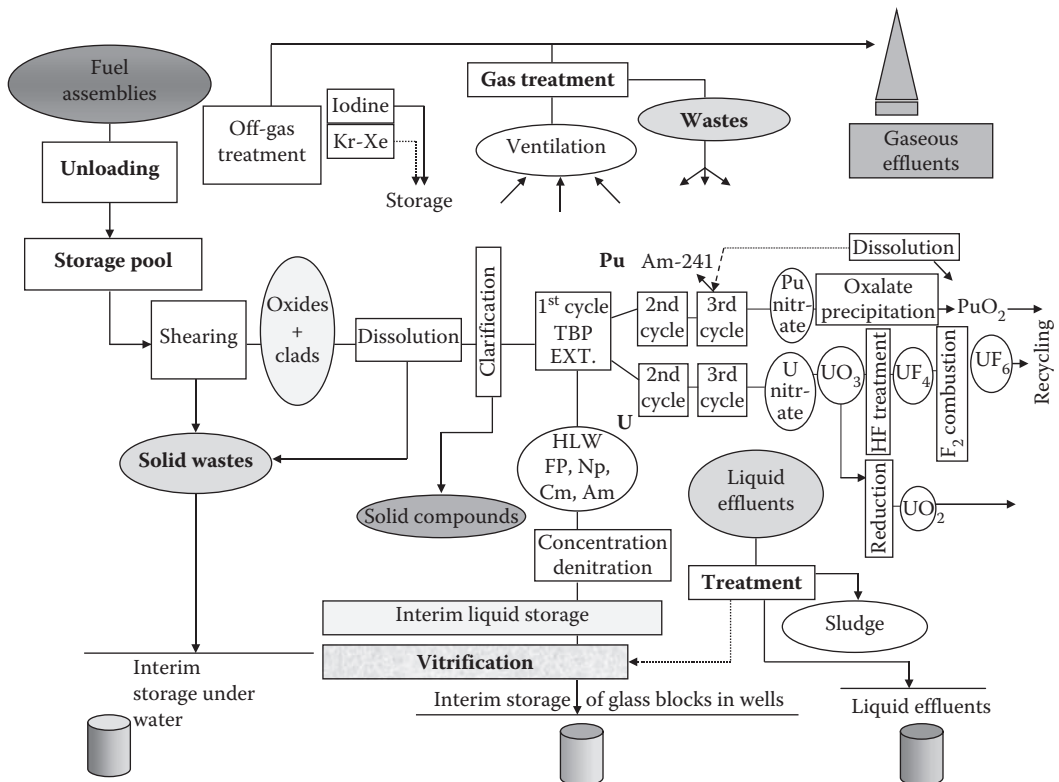 Fuel
assemblies
Unloading
Storage pool
Off-gas
treatment
Iodine
Kr-Xe
Storage
Gas treatment
Ventilation
Wastes
Gaseous
effluents
Shearing
Oxides
+
clads
Dissolution
Clarification
1st cycle
TBP
EXT.
Pu
Am-241
2nd
cycle
3rd
cycle
Pu
nitr-
ate
Dissolution
Oxalate
precipitation
PuO2
U
2nd
cycle
3rd
cycle
U
nitr-
ate
UO3
HF treatment
UF4
F2 combustion
UF6
Recycling
Reduction
UO2
Solid wastes
Solid compounds
HLW
FP, Np,
Cm, Am
Concentration
denitration
Interim liquid storage
Vitrification
Liquid
effluents
Treatment
Sludge
Interim
storage under
water
Interim storage of glass blocks in wells
Liquid effluents